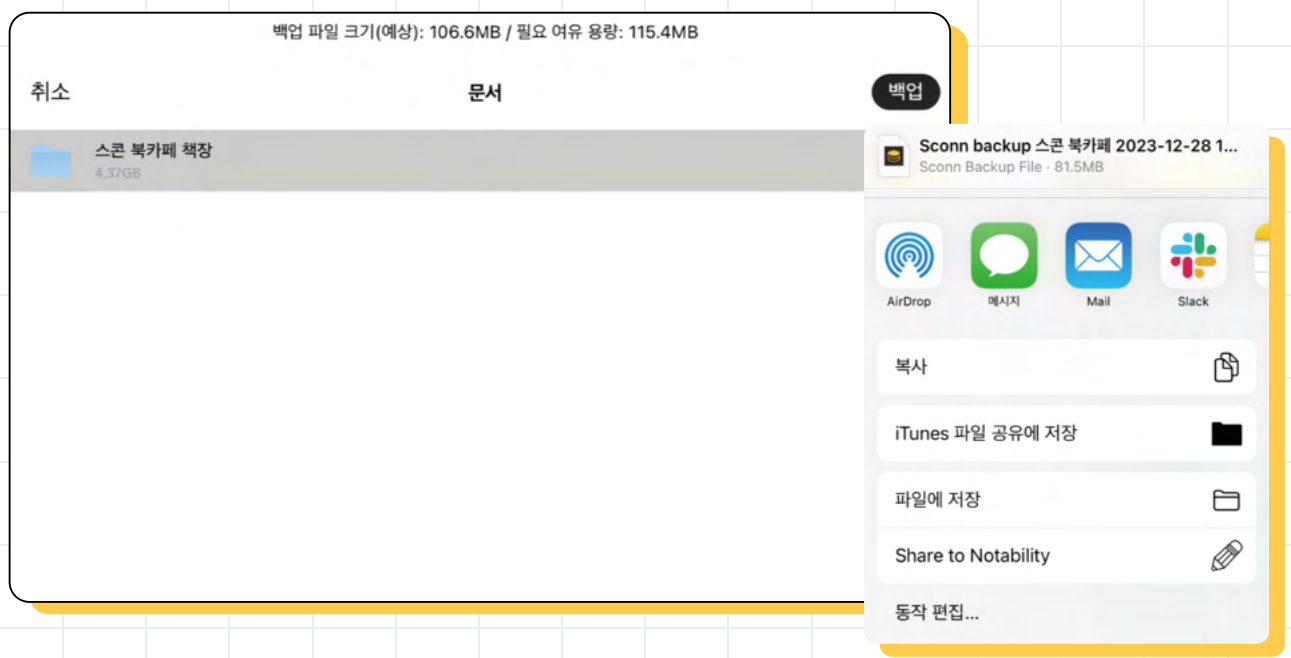 백업 파일 크기(예상): 106.6MB / 필요 여유 용량: 115.4MB
취소
문서
백업
스콘 북카페 책장
4.37GB
Sconn backup 스콘 북카페 2023-12-28 1...
Sconn Backup File · 81.5MB
AirDrop
메시지
Mail
Slack
복사
iTunes 파일 공유에 저장
파일에 저장
Share to Notability
동작 편집...